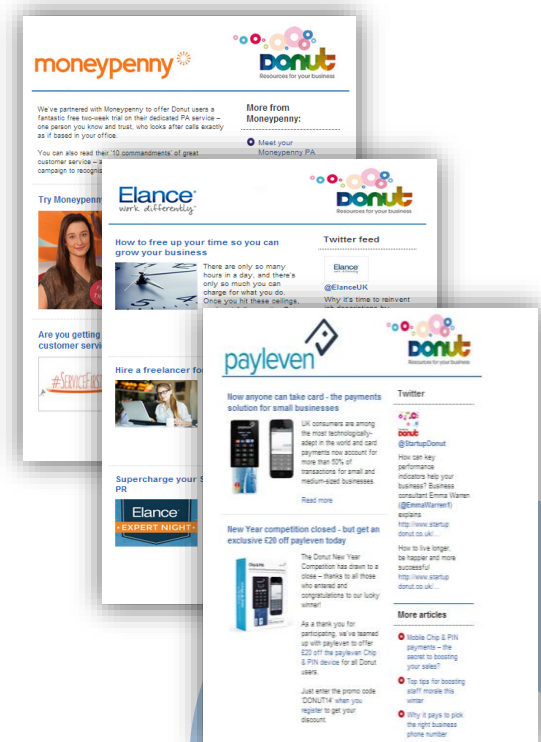 moneypenny
DONUT
Resources for your business
We've partnered with Moneypenny to offer Donut users a
fantastic free two-week trial on their dedicated PA service –
one person you know and trust, who looks after calls exactly
as if based in your office.
You can also read their '10 commandments' of great
customer service – a
campaign to recognis
More from
Moneypenny:
Meet your
Moneypenny PA
Try Moneypenn
Are you getting
customer servi
#SERVICEFIRST
Elance
work differently
DONUT
Resources for your business
How to free up your time so you can
grow your business
There are only so many
hours in a day, and there's
only so much you can
charge for what you do.
Once you hit these ceilings,
Twitter feed
Elance
@ElanceUK
Why it's time to reinvent
Hire a freelancer fo
Supercharge your S
PR
Elance
EXPERT NIGHT
payleven
DONUT
Resources for your business
Now anyone can take card - the payments
solution for small businesses
UK consumers are among
the most technologically-
adept in the world and card
payments now account for
more than 50% of
transactions for small and
medium-sized businesses.
Read more
New Year competition closed - but get an
exclusive £20 off payleven today
The Donut New Year
Competition has drawn to a
close – thanks to all those
who entered and
congratulations to our lucky
winner!
As a thank you for
participating, we've teamed
up with payleven to offer
£20 off the payleven Chip
& PIN device for all Donut
users.
Just enter the promo code
'DONUT14' when you
register to get your
discount.
Twitter
DONUT
@StartupDonut
How can key
performance
indicators help your
business? Business
consultant Emma Warren
(@EmmaWarren1)
explains
http://www.startup
donut.co.uk/...
How to live longer,
be happier and more
successful
http://www.startup
donut.co.uk/...
More articles
Mobile Chip & PIN
payments – the
secret to boosting
your sales?
Top tips for boosting
staff morale this
winter
Why it pays to pick
the right business
phone number